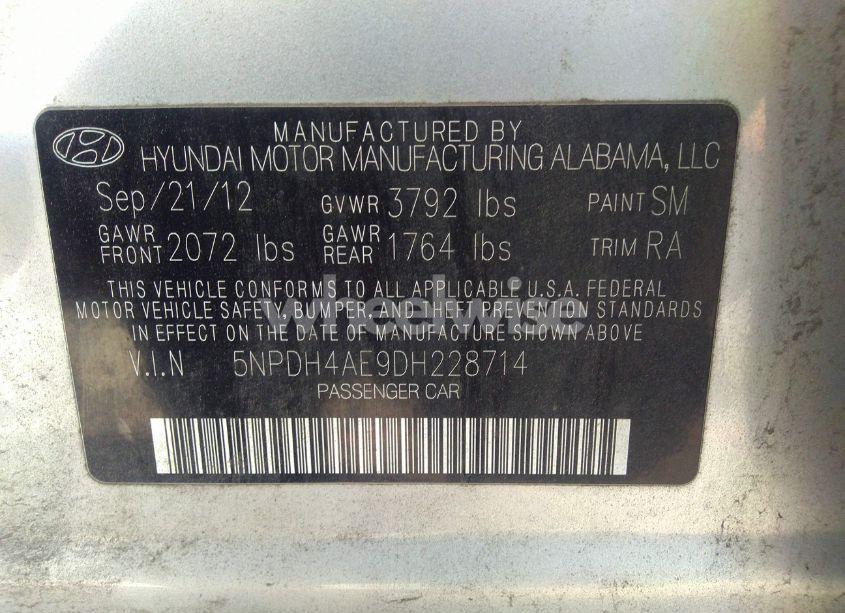 MANUFACTURED BY
HYUNDAI MOTOR MANUFACTURING ALABAMA, LLC
Sep/21/12 GVWR 3792 lbs PAINT SM
GAWR FRONT 2072 lbs GAWR REAR 1764 lbs TRIM RA
THIS VEHICLE CONFORMS TO ALL APPLICABLE U.S.A. FEDERAL
MOTOR VEHICLE SAFETY, BUMPER, AND THEFT PREVENTION STANDARDS
IN EFFECT ON THE DATE OF MANUFACTURE SHOWN ABOVE
wheelwise
V.I.N 5NPDH4AE9DH228714
PASSENGER CAR